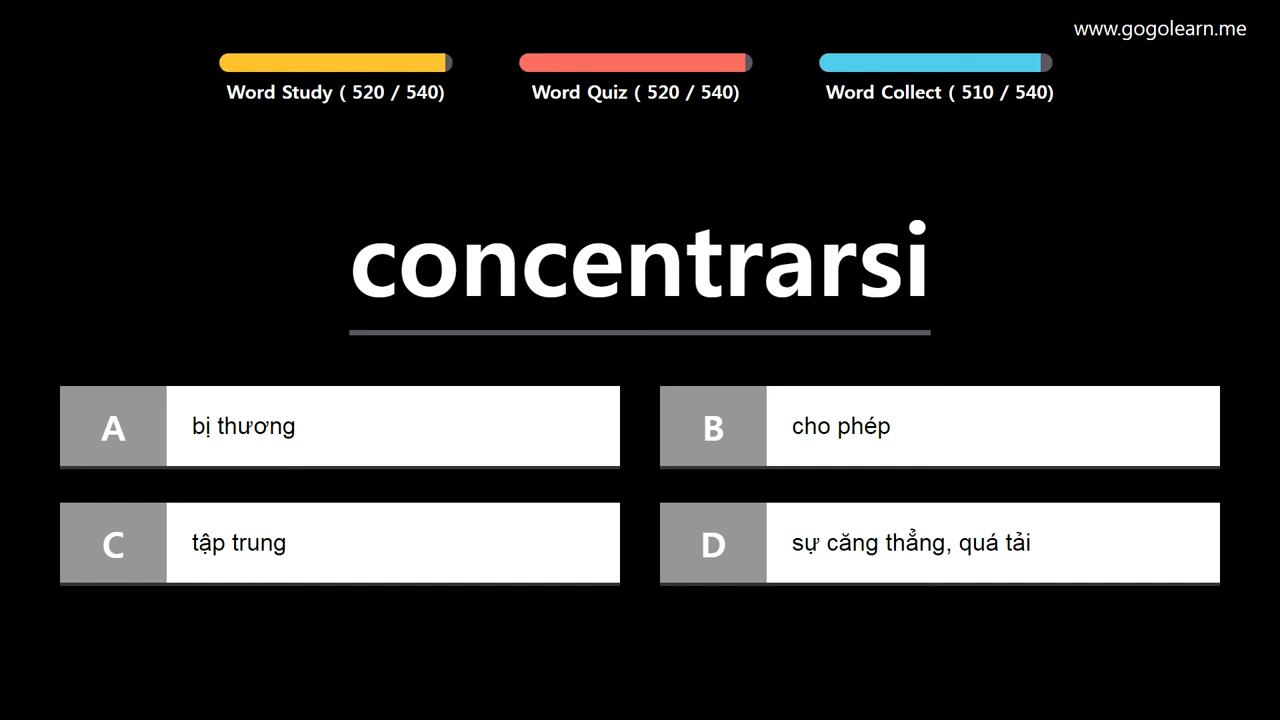 www.gogolearn.me
Word Study ( 520 / 540)
Word Quiz ( 520 / 540)
Word Collect ( 510 / 540)
concentrarsi
A bị thương
B cho phép
C tập trung
D sự căng thẳng, quá tải